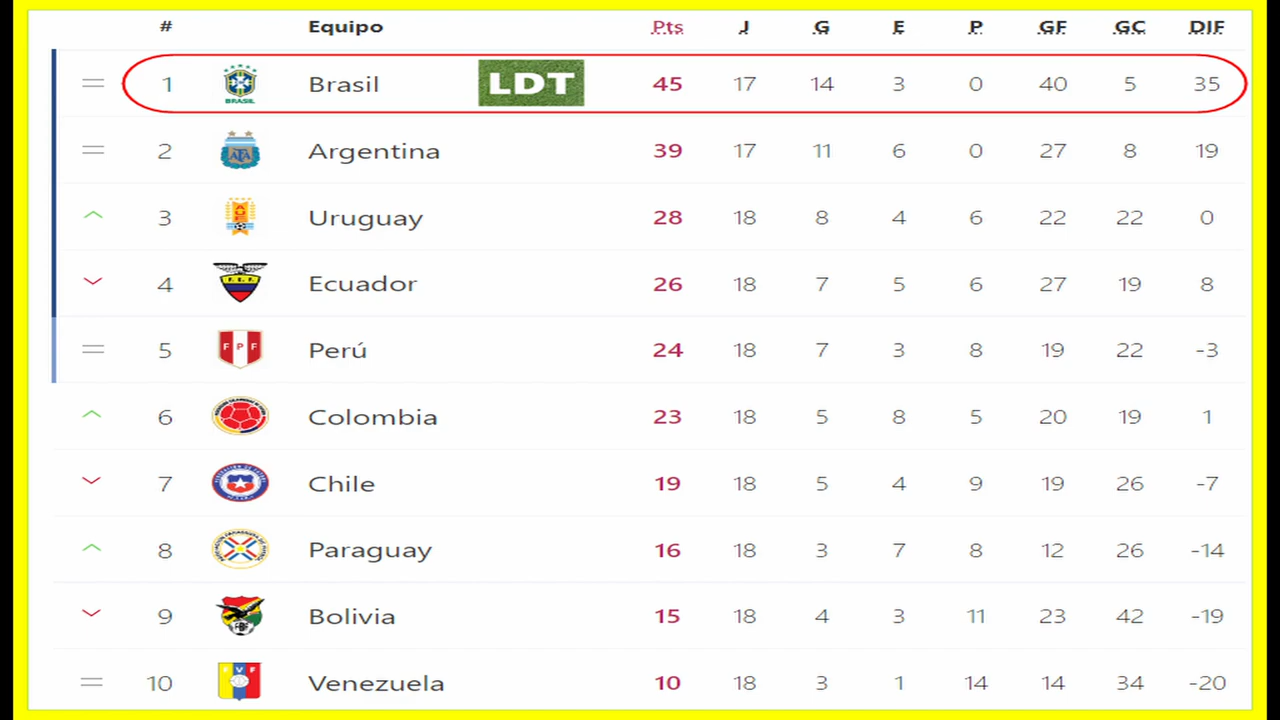 # Equipo Pts J G E P GF GC DIF
1 BRASIL Brasil LDT 45 17 14 3 0 40 5 35
2 AFA Argentina 39 17 11 6 0 27 8 19
3 Uruguay 28 18 8 4 6 22 22 0
4 F.E.F. Ecuador 26 18 7 5 6 27 19 8
5 FPF Perú 24 18 7 3 8 19 22 -3
6 Colombia 23 18 5 8 5 20 19 1
7 Chile 19 18 5 4 9 19 26 -7
8 Paraguay 16 18 3 7 8 12 26 -14
9 FBF Bolivia 15 18 4 3 11 23 42 -19
10 FVF Venezuela 10 18 3 1 14 14 34 -20